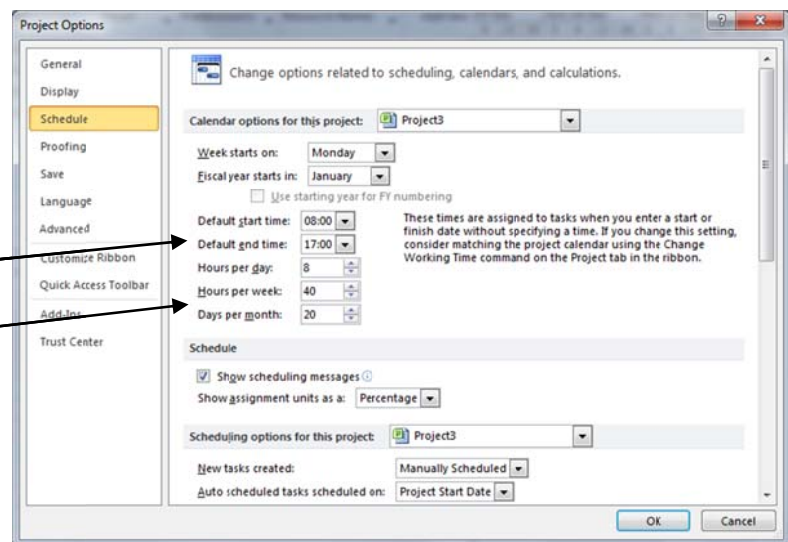 Project Options
General
Display
Schedule
Proofing
Save
Language
Advanced
Customize Ribbon
Quick Access Toolbar
Add-Ins
Trust Center
Change options related to scheduling, calendars, and calculations.
Calendar options for this project: Project3
Week starts on: Monday
Fiscal year starts in: January
Use starting year for FY numbering
Default start time: 08:00
Default end time: 17:00
Hours per day: 8
Hours per week: 40
Days per month: 20
These times are assigned to tasks when you enter a start or
finish date without specifying a time. If you change this setting,
consider matching the project calendar using the Change
Working Time command on the Project tab in the ribbon.
Schedule
Show scheduling messages
Show assignment units as a: Percentage
Scheduling options for this project: Project3
New tasks created: Manually Scheduled
Auto scheduled tasks scheduled on: Project Start Date
OK Cancel